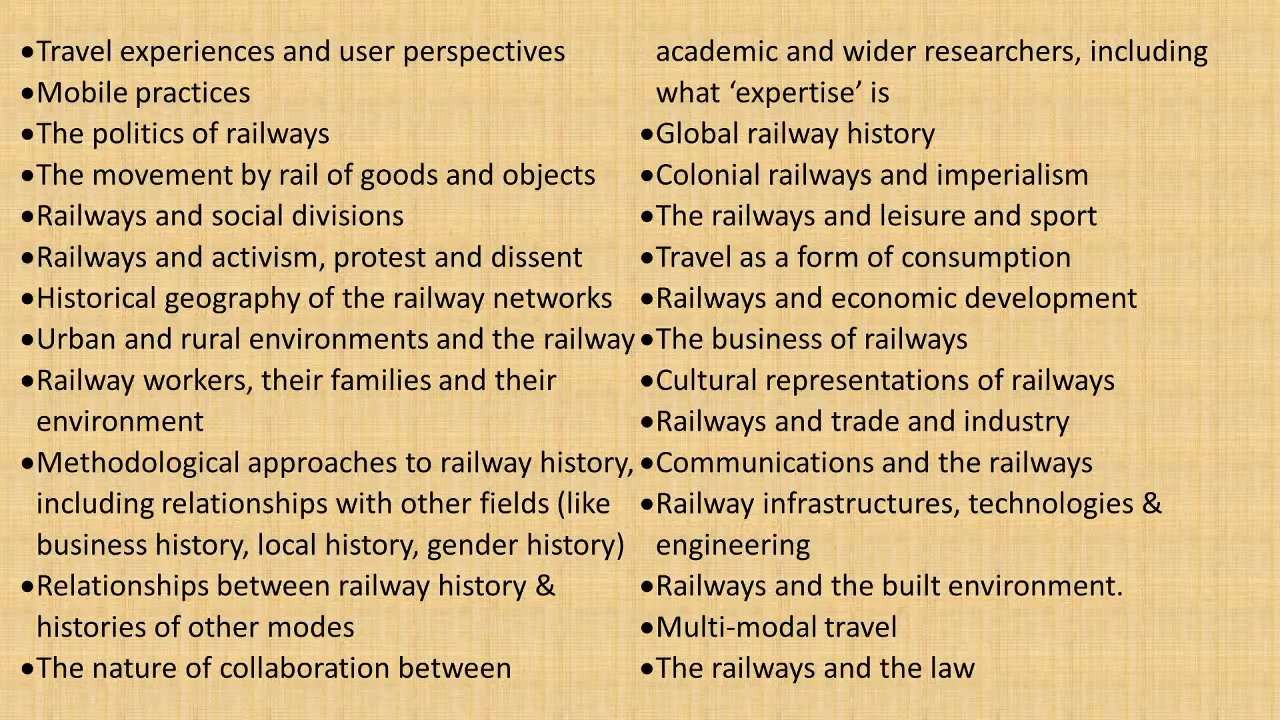 •Travel experiences and user perspectives
•Mobile practices
•The politics of railways
•The movement by rail of goods and objects
•Railways and social divisions
•Railways and activism, protest and dissent
•Historical geography of the railway networks
•Urban and rural environments and the railway
•Railway workers, their families and their
environment
•Methodological approaches to railway history,
including relationships with other fields (like
business history, local history, gender history)
•Relationships between railway history &
histories of other modes
•The nature of collaboration between
academic and wider researchers, including
what ‘expertise’ is
•Global railway history
•Colonial railways and imperialism
•The railways and leisure and sport
•Travel as a form of consumption
•Railways and economic development
•The business of railways
•Cultural representations of railways
•Railways and trade and industry
•Communications and the railways
•Railway infrastructures, technologies &
engineering
•Railways and the built environment.
•Multi-modal travel
•The railways and the law